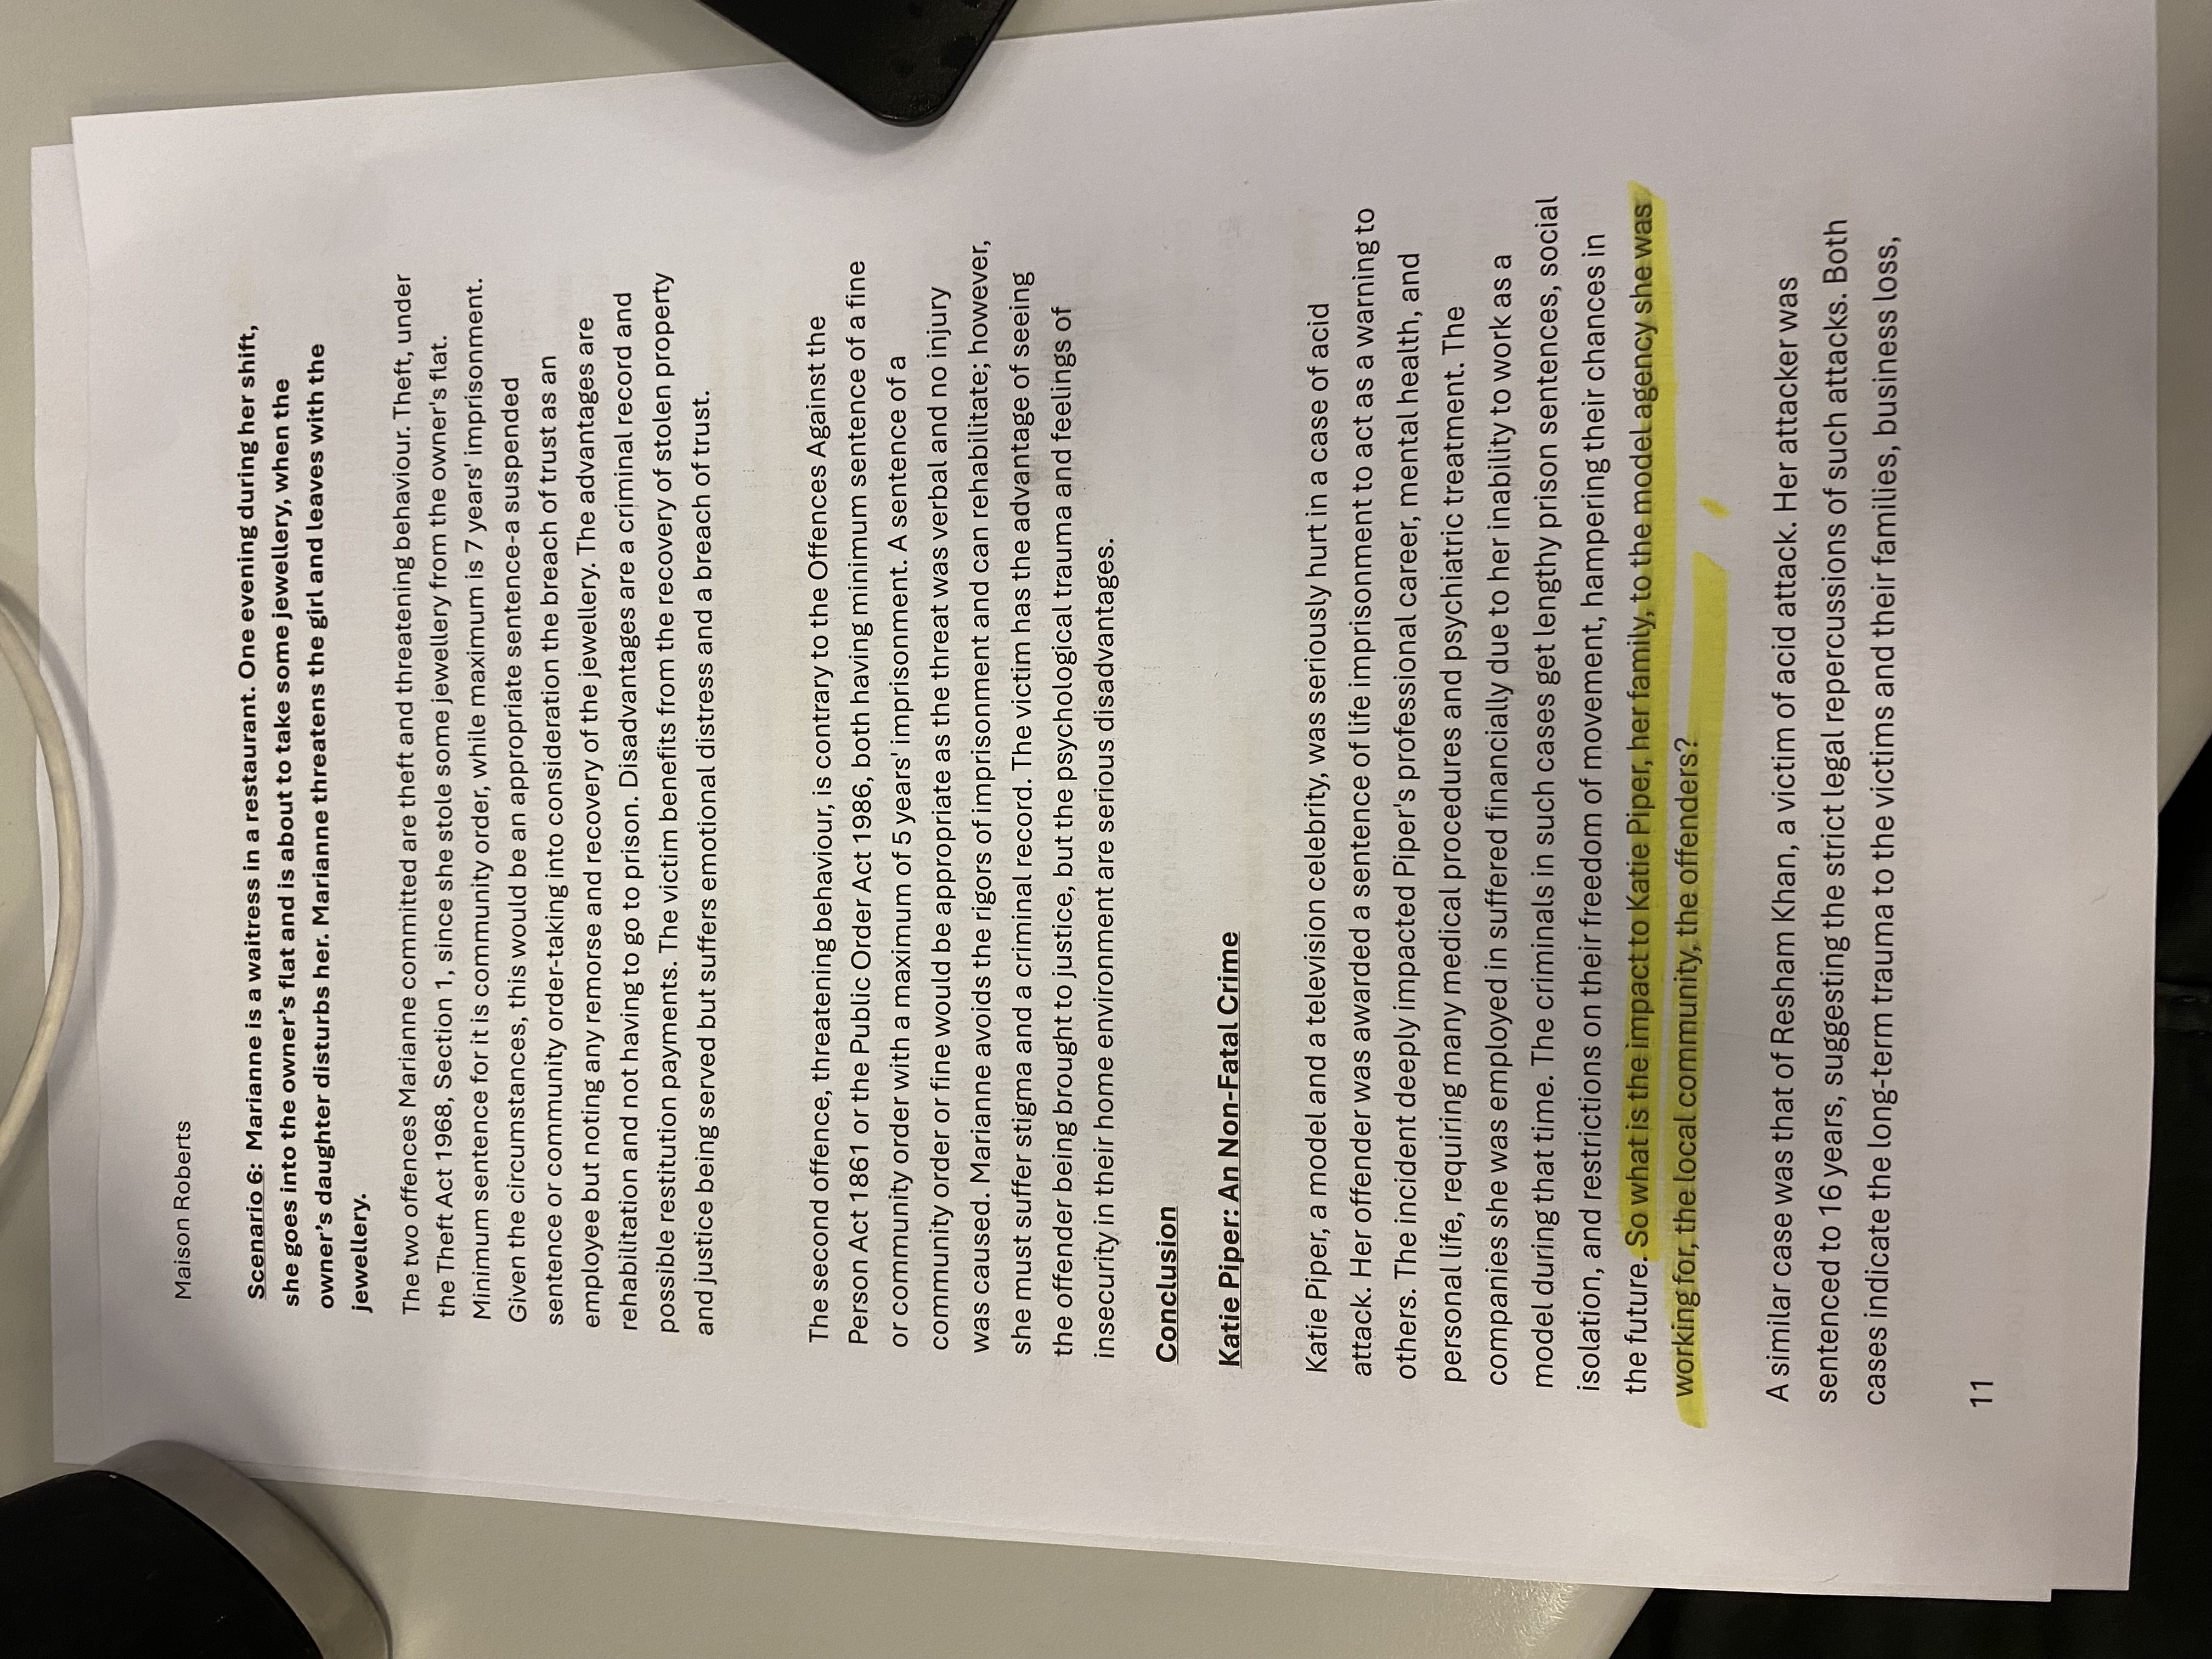 Maison Roberts
Scenario 6: Marianne is a waitress in a restaurant. One evening during her shift,
she goes into the owner's flat and is about to take some jewellery, when the
owner's daughter disturbs her. Marianne threatens the girl and leaves with the
jewellery.
The two offences Marianne committed are theft and threatening behaviour. Theft, under
the Theft Act 1968, Section 1, since she stole some jewellery from the owner's flat.
Minimum sentence for it is community order, while maximum is 7 years' imprisonment.
Given the circumstances, this would be an appropriate sentence-a suspended
sentence or community order-taking into consideration the breach of trust as an
employee but noting any remorse and recovery of the jewellery. The advantages are
rehabilitation and not having to go to prison. Disadvantages are a criminal record and
possible restitution payments. The victim benefits from the recovery of stolen property
and justice being served but suffers emotional distress and a breach of trust.
The second offence, threatening behaviour, is contrary to the Offences Against the
Person Act 1861 or the Public Order Act 1986, both having minimum sentence of a fine
or community order with a maximum of 5 years' imprisonment. A sentence of a
community order or fine would be appropriate as the threat was verbal and no injury
was caused. Marianne avoids the rigors of imprisonment and can rehabilitate; however,
she must suffer stigma and a criminal record. The victim has the advantage of seeing
the offender being brought to justice, but the psychological trauma and feelings of
insecurity in their home environment are serious disadvantages.
Conclusion
Katie Piper: An Non-Fatal Crime
Katie Piper, a model and a television celebrity, was seriously hurt in a case of acid
attack. Her offender was awarded a sentence of life imprisonment to act as a warning to
others. The incident deeply impacted Piper's professional career, mental health, and
personal life, requiring many medical procedures and psychiatric treatment. The
companies she was employed in suffered financially due to her inability to work as a
model during that time. The criminals in such cases get lengthy prison sentences, social
isolation, and restrictions on their freedom of movement, hampering their chances in
the future. So what is the impact to Katie Piper, her family, to the model agency she was
working for, the local community, the offenders?
A similar case was that of Resham Khan, a victim of acid attack. Her attacker was
sentenced to 16 years, suggesting the strict legal repercussions of such attacks. Both
cases indicate the long-term trauma to the victims and their families, business loss,
11